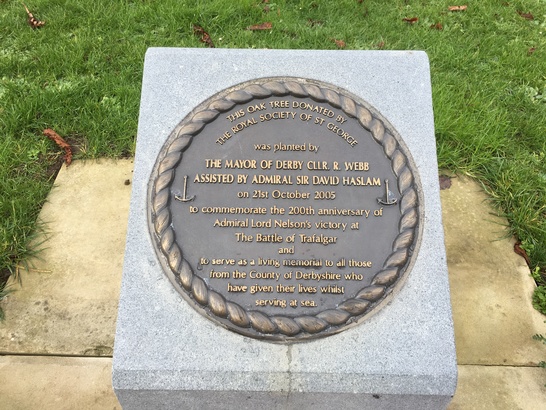 THIS OAK TREE DONATED BY
THE ROYAL SOCIETY OF ST GEORGE
was planted by
THE MAYOR OF DERBY CLLR. R. WEBB
ASSISTED BY ADMIRAL SIR DAVID HASLAM
on 21st October 2005
to commemorate the 200th anniversary of
Admiral Lord Nelson's victory at
The Battle of Trafalgar
and
to serve as a living memorial to all those
from the County of Derbyshire who
have given their lives whilst
serving at sea.